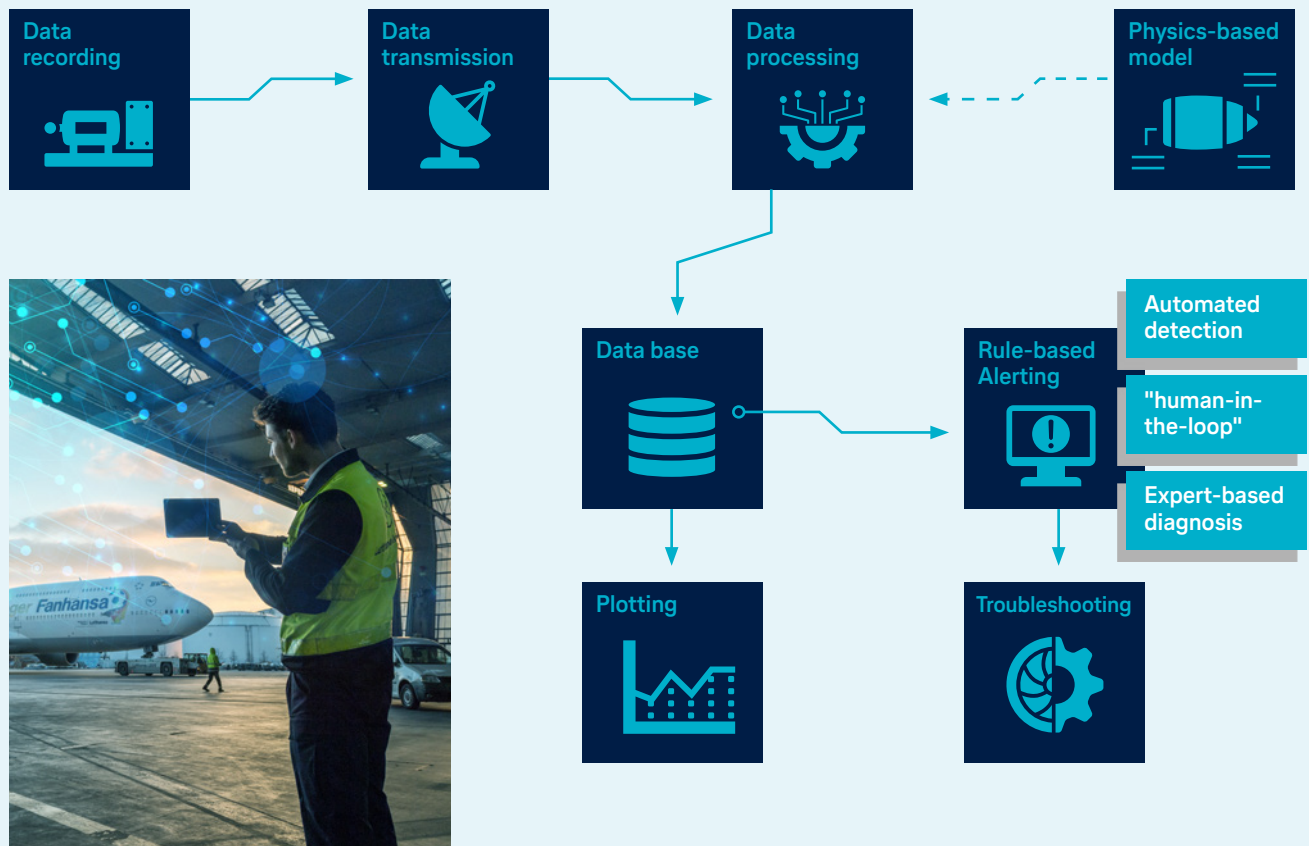 Data
recording
Data
transmission
Data
processing
Physics-based
model
Data base
Rule-based
Alerting
Automated
detection
"human-in-
the-loop"
Expert-based
diagnosis
Plotting
Troubleshooting
ger Fanhansa